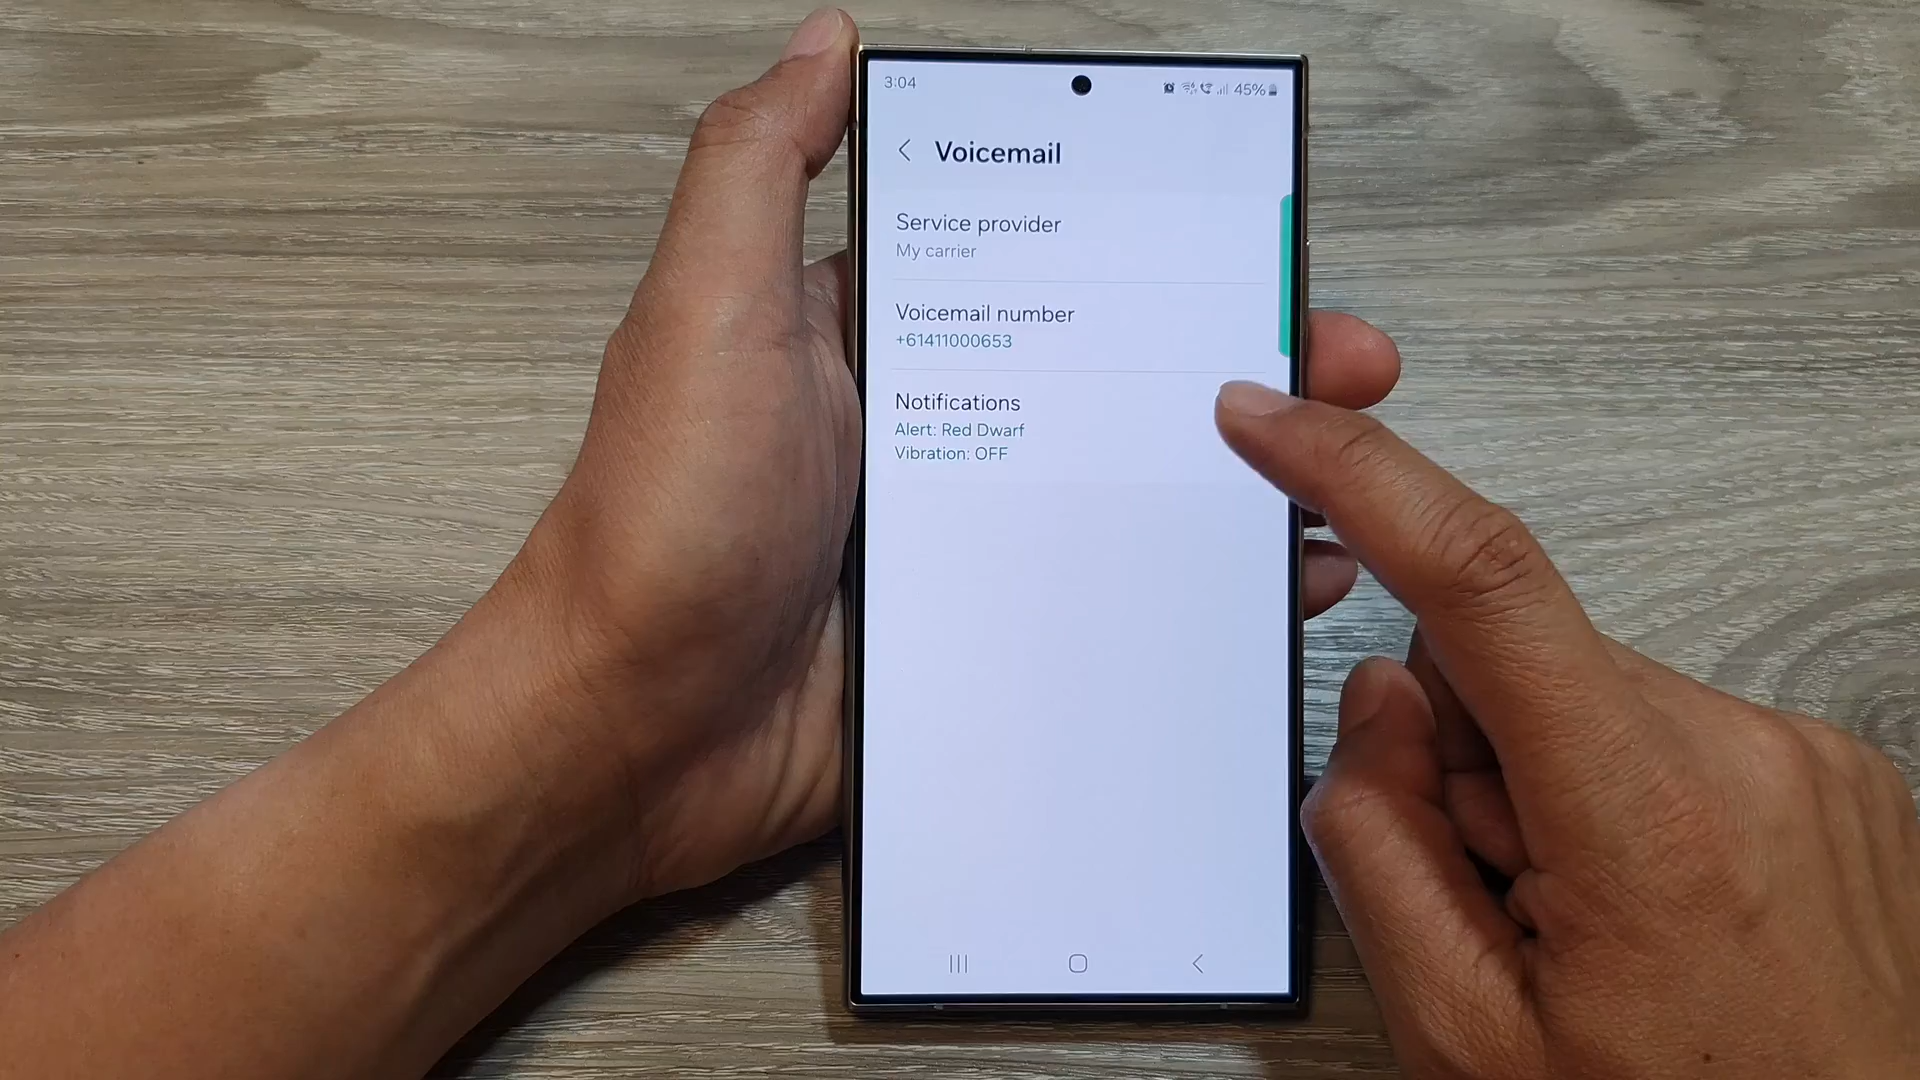 3:04
45%
Voicemail
Service provider
My carrier
Voicemail number
+61411000653
Notifications
Alert: Red Dwarf
Vibration: OFF